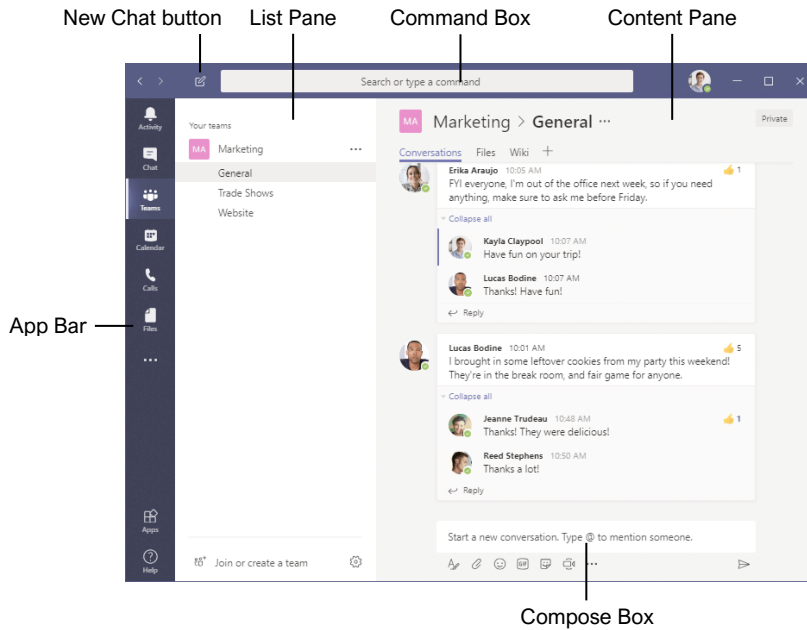 New Chat button List Pane Command Box Content Pane
Search or type a command
Activity
Chat
Teams
Calendar
Calls
Files
Apps
Help
App Bar
Your teams
MA Marketing ...
General
Trade Shows
Website
Join or create a team
MA Marketing > General ...
Private
Conversations Files Wiki +
Erika Araujo 10:05 AM 1
FYI everyone, I'm out of the office next week, so if you need
anything, make sure to ask me before Friday.
Collapse all
Kayla Claypool 10:07 AM
Have fun on your trip!
Lucas Bodine 10:07 AM
Thanks! Have fun!
Reply
Lucas Bodine 10:01 AM 5
I brought in some leftover cookies from my party this weekend!
They're in the break room, and fair game for anyone.
Collapse all
Jeanne Trudeau 10:48 AM 1
Thanks! They were delicious!
Reed Stephens 10:50 AM
Thanks a lot!
Reply
Start a new conversation. Type @ to mention someone.
GIF
Compose Box